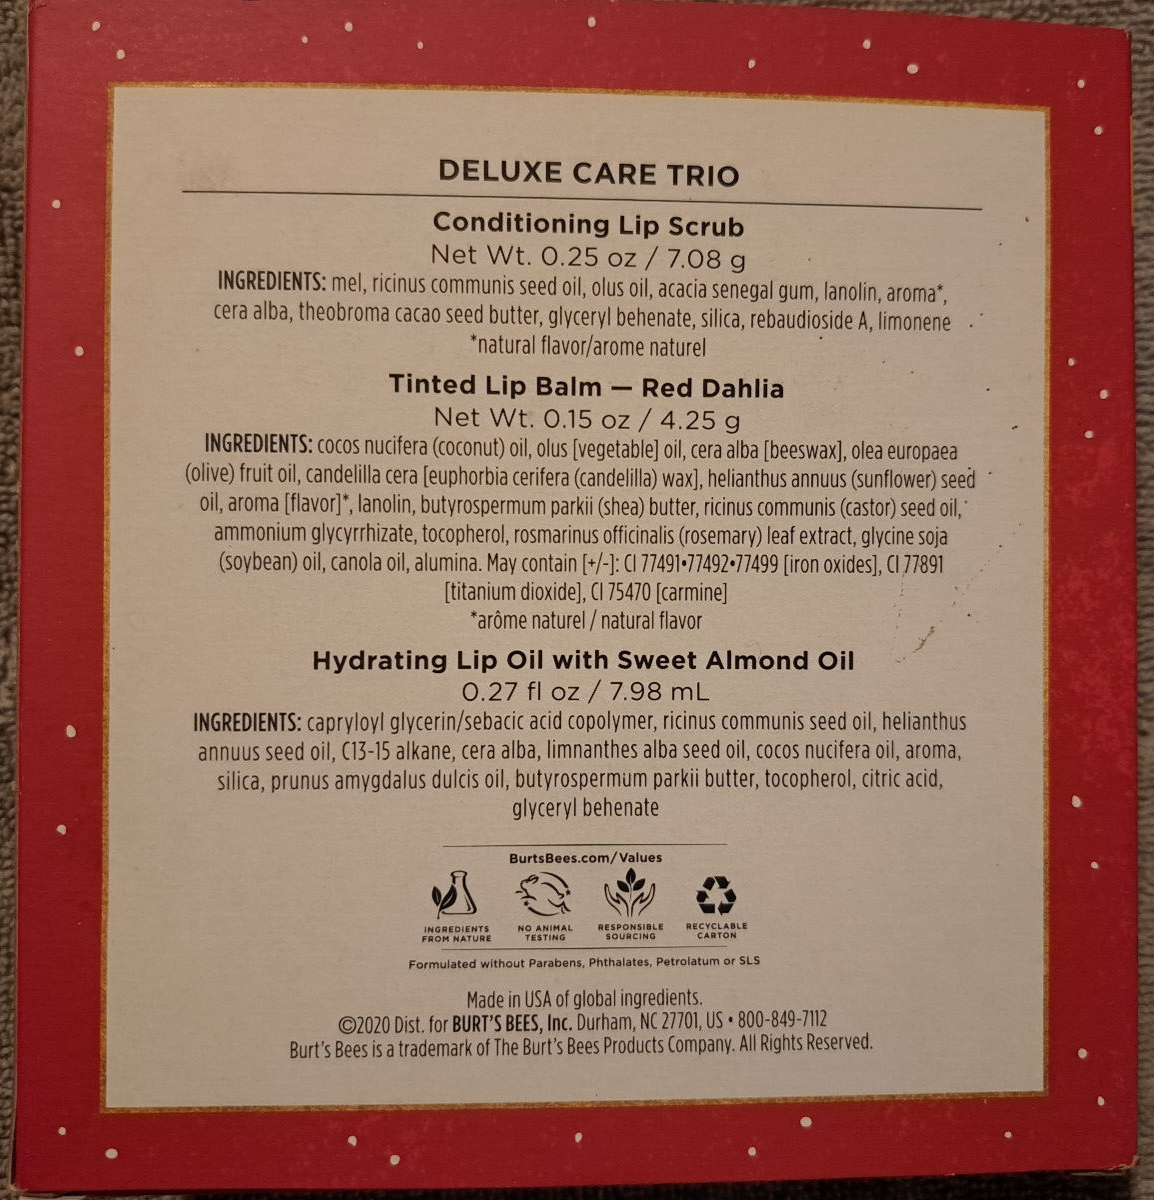 DELUXE CARE TRIO
Conditioning Lip Scrub
Net Wt. 0.25 oz / 7.08 g
INGREDIENTS: mel, ricinus communis seed oil, olus oil, acacia senegal gum, lanolin, aroma*,
cera alba, theobroma cacao seed butter, glyceryl behenate, silica, rebaudioside A, limonene
*natural flavor/arome naturel
Tinted Lip Balm — Red Dahlia
Net Wt. 0.15 oz / 4.25 g
INGREDIENTS: cocos nucifera (coconut) oil, olus [vegetable] oil, cera alba [beeswax], olea europaea
(olive) fruit oil, candelilla cera [euphorbia cerifera (candelilla) wax], helianthus annuus (sunflower) seed
oil, aroma [flavor]*, lanolin, butyrospermum parkii (shea) butter, ricinus communis (castor) seed oil,
ammonium glycyrrhizate, tocopherol, rosmarinus officinalis (rosemary) leaf extract, glycine soja
(soybean) oil, canola oil, alumina. May contain [+/-]: CI 77491•77492•77499 [iron oxides], CI 77891
[titanium dioxide], CI 75470 [carmine]
*arôme naturel / natural flavor
Hydrating Lip Oil with Sweet Almond Oil
0.27 fl oz / 7.98 mL
INGREDIENTS: capryloyl glycerin/sebacic acid copolymer, ricinus communis seed oil, helianthus
annuus seed oil, C13-15 alkane, cera alba, limnanthes alba seed oil, cocos nucifera oil, aroma,
silica, prunus amygdalus dulcis oil, butyrospermum parkii butter, tocopherol, citric acid,
glyceryl behenate
BurtsBees.com/Values
INGREDIENTS FROM NATURE
NO ANIMAL TESTING
RESPONSIBLE SOURCING
RECYCLABLE CARTON
Formulated without Parabens, Phthalates, Petrolatum or SLS
Made in USA of global ingredients.
©2020 Dist. for BURT'S BEES, Inc. Durham, NC 27701, US • 800-849-7112
Burt's Bees is a trademark of The Burt's Bees Products Company. All Rights Reserved.